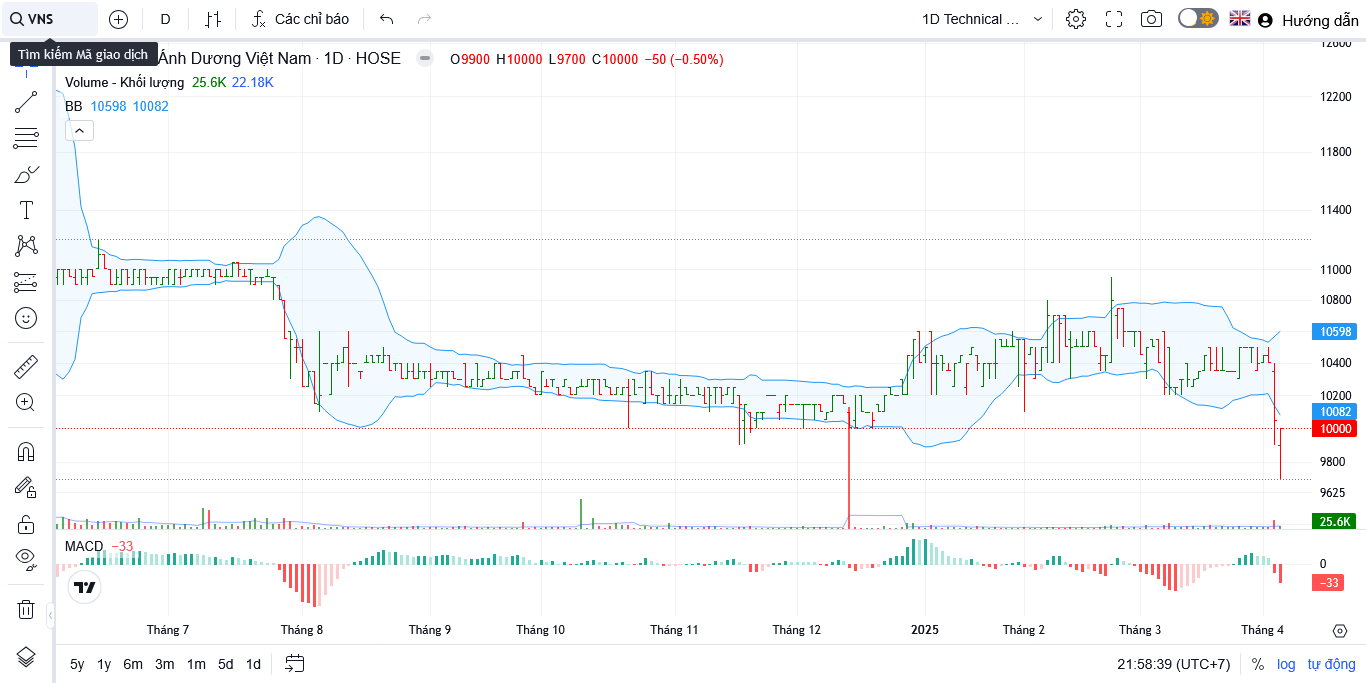 VNS
D
Các chỉ báo
1D Technical ...
Hướng dẫn
Tìm kiếm Mã giao dịch
Ánh Dương Việt Nam · 1D · HOSE
O9900 H10000 L9700 C10000 −50 (−0.50%)
Volume - Khối lượng 25.6K 22.18K
BB 10598 10082
12600
12200
11800
11400
11000
10800
10598
10400
10200
10082
10000
9800
9625
25.6K
MACD −33
0
−33
Tháng 7
Tháng 8
Tháng 9
Tháng 10
Tháng 11
Tháng 12
2025
Tháng 2
Tháng 3
Tháng 4
5y 1y 6m 3m 1m 5d 1d
21:58:39 (UTC+7)
% log tự động